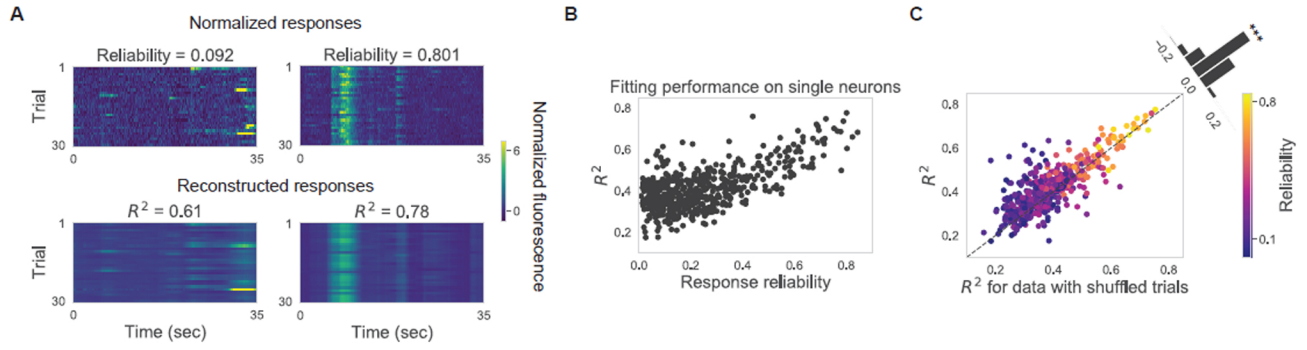 A
Normalized responses
Reliability = 0.092
Reliability = 0.801
1
Trial
30
0
35
1
30
0
35
Reconstructed responses
R² = 0.61
R² = 0.78
1
Trial
30
0
35
Time (sec)
1
30
0
35
Time (sec)
6
0
Normalized fluorescence
B
Fitting performance on single neurons
0.8
0.6
0.4
0.2
R²
0.0 0.2 0.4 0.6 0.8
Response reliability
C
***
−0.2
0.0
0.2
0.8
0.6
0.4
0.2
R²
0.2 0.4 0.6 0.8
R² for data with shuffled trials
0.8
0.1
Reliability